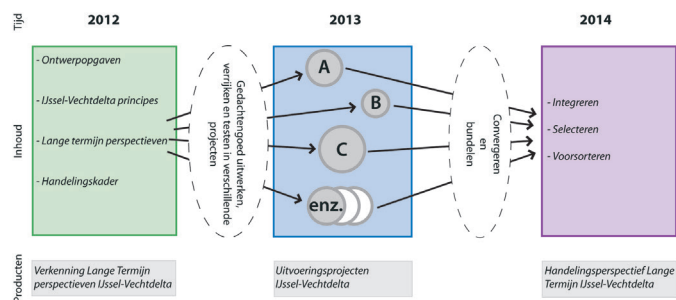 Tijd
2012
2013
2014
Inhoud
- Ontwerpopgaven
- IJssel-Vechtdelta principes
- Lange termijn perspectieven
- Handelingskader
Gedachtengoed uitwerken,
verrijken en testen in verschillende
projecten
A
B
C
enz.
Convergeren
en
bundelen
- Integreren
- Selecteren
- Voorsorteren
Producten
Verkenning Lange Termijn
perspectieven IJssel-Vechtdelta
Uitvoeringsprojecten
IJssel-Vechtdelta
Handelingsperspectief Lange
Termijn IJssel-Vechtdelta